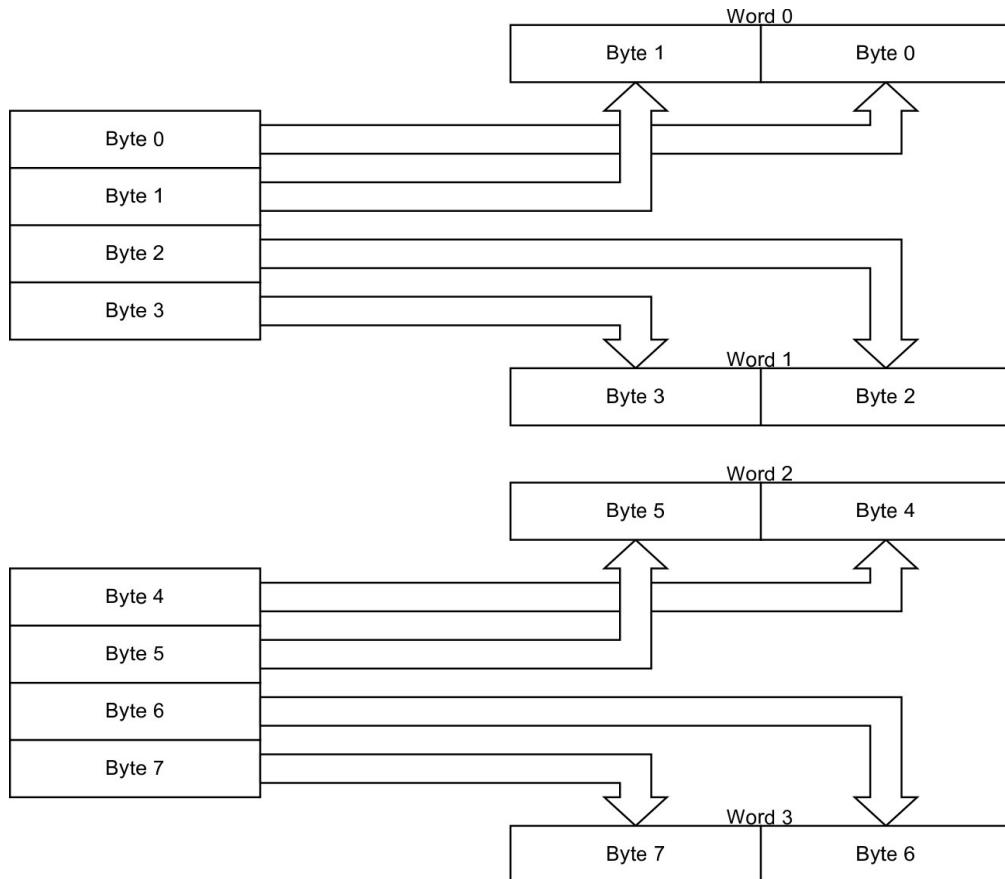 Word 0
Byte 1 Byte 0
Byte 0
Byte 1
Byte 2
Byte 3
Word 1
Byte 3 Byte 2
Word 2
Byte 5 Byte 4
Byte 4
Byte 5
Byte 6
Byte 7
Word 3
Byte 7 Byte 6